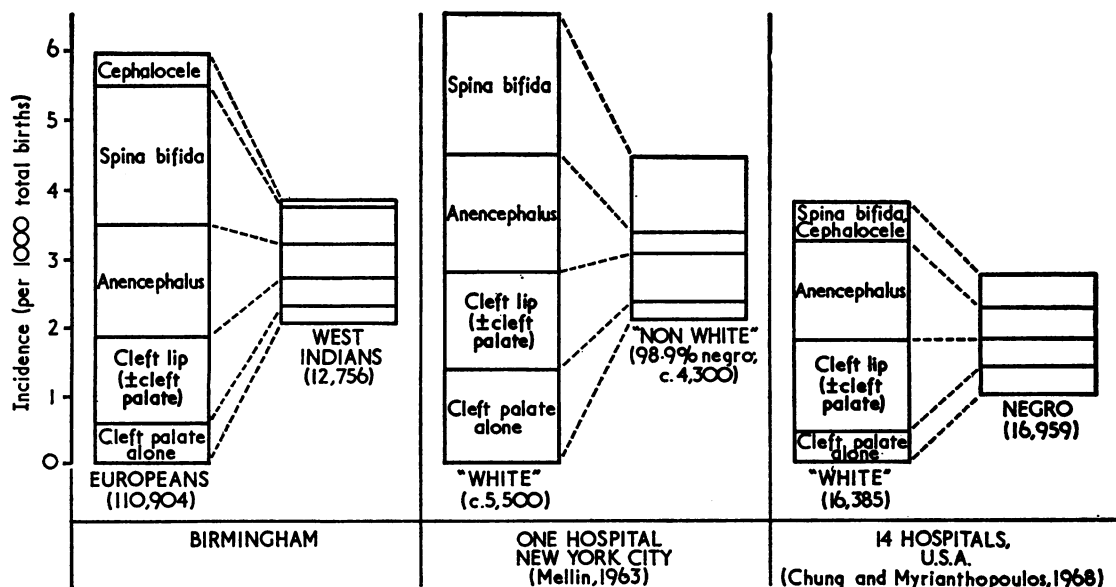 Incidence (per 1000 total births)
6
5
4
3
2
1
0
Cephalocele
Spina bifida
Anencephalus
Cleft lip
(±cleft
palate)
Cleft palate
alone
EUROPEANS
(110,904)
WEST
INDIANS
(12,756)
BIRMINGHAM
Spina bifida
Anencephalus
Cleft lip
(±cleft
palate)
Cleft palate
alone
"WHITE"
(c.5,500)
"NON WHITE"
(98·9% negro;
c.4,300)
ONE HOSPITAL
NEW YORK CITY
(Mellin,1963)
Spina bifida,
Cephalocele
Anencephalus
Cleft lip
(±cleft
palate)
Cleft palate
alone
"WHITE"
(16,385)
NEGRO
(16,959)
14 HOSPITALS,
U.S.A.
(Chung and Myrianthopoulos,1968)